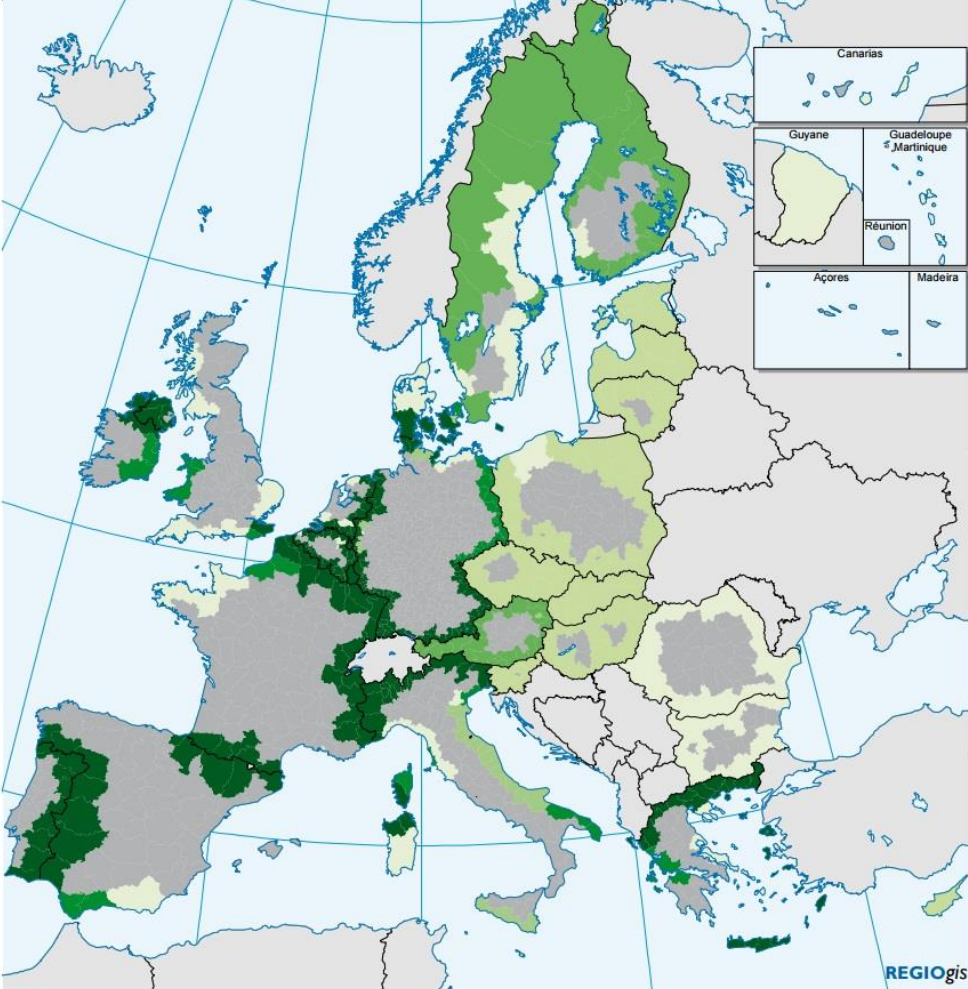 Canarias
Guyane
Guadeloupe
Martinique
Réunion
Açores
Madeira
REGIOgis